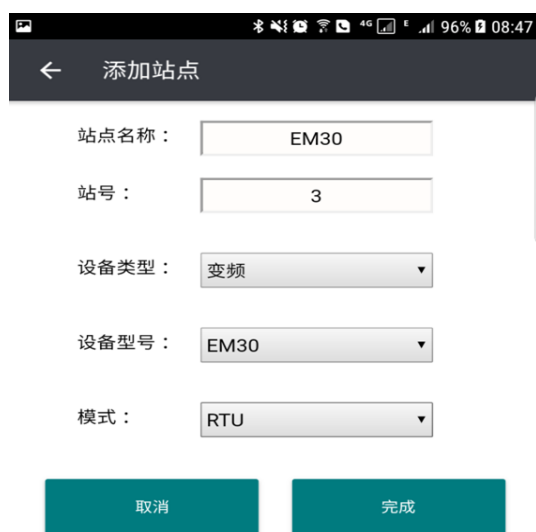 4G E 96% 08:47
添加站点
站点名称： EM30
站号： 3
设备类型： 变频
设备型号： EM30
模式： RTU
取消 完成